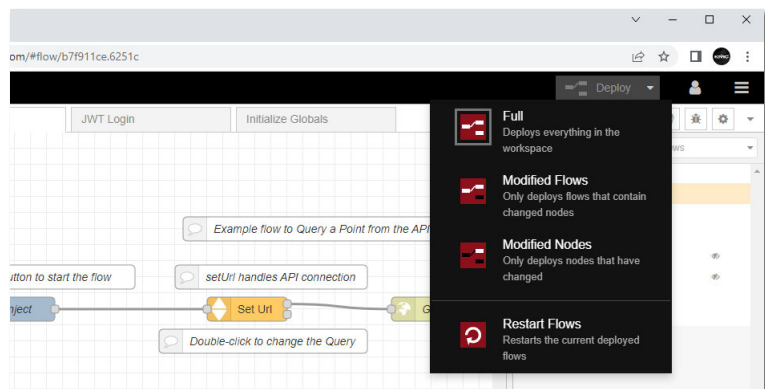 om/#flow/b7f911ce.6251c
Deploy
JWT Login
Initialize Globals
Full
Deploys everything in the
workspace
ws
Modified Flows
Only deploys flows that contain
changed nodes
Example flow to Query a Point from the API
Modified Nodes
Only deploys nodes that have
changed
utton to start the flow
setUrl handles API connection
ject
Set Url
G
Double-click to change the Query
Restart Flows
Restarts the current deployed
flows